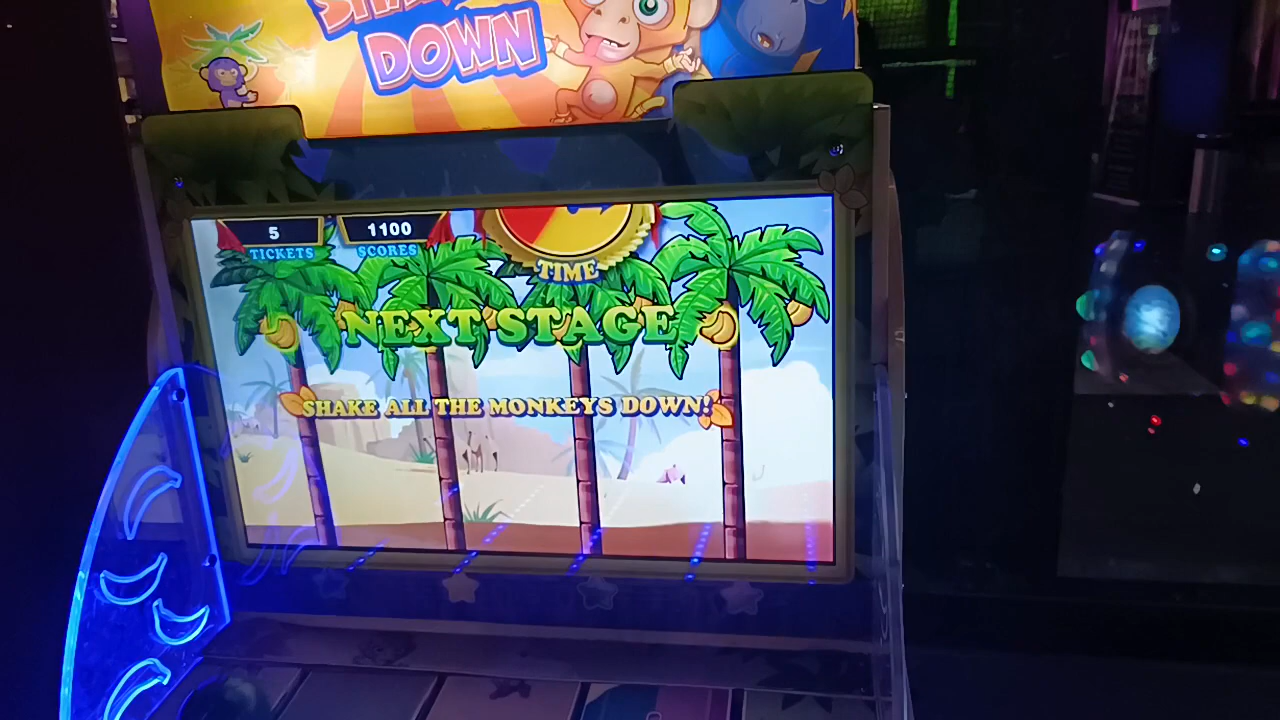 DOWN
5
TICKETS
1100
SCORES
TIME
NEXT STAGE
SHAKE ALL THE MONKEYS DOWN!